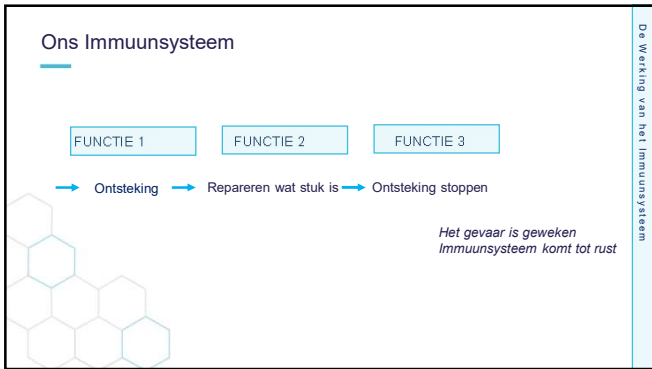 Ons Immuunsysteem
FUNCTIE 1
FUNCTIE 2
FUNCTIE 3
Ontsteking
Repareren wat stuk is
Ontsteking stoppen
Het gevaar is geweken
Immuunsysteem komt tot rust
De Werking van het Immuunsysteem